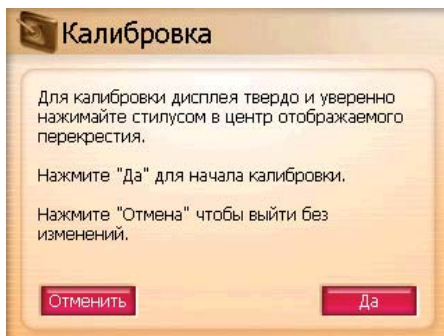 Калибровка
Для калибровки дисплея твердо и уверенно
нажимайте стилусом в центр отображаемого
перекрестия.
Нажмите "Да" для начала калибровки.
Нажмите "Отмена" чтобы выйти без
изменений.
Отменить
Да